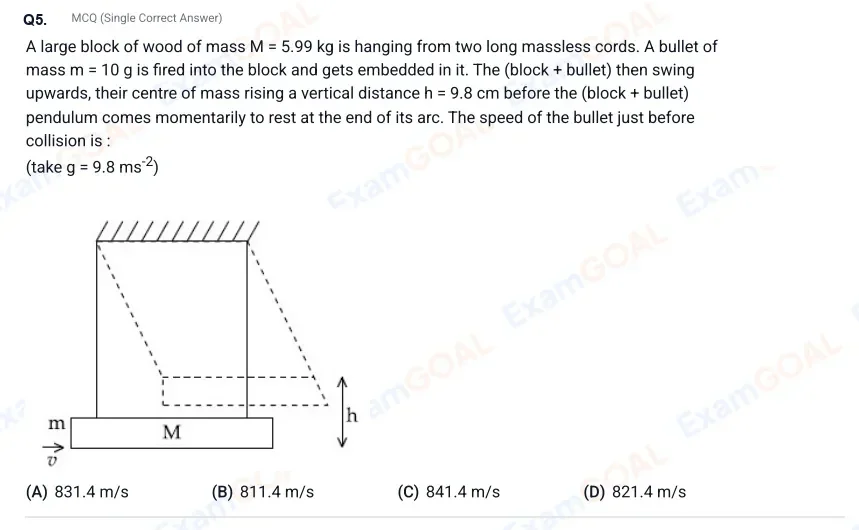 Q5. MCQ (Single Correct Answer)
A large block of wood of mass M = 5.99 kg is hanging from two long massless cords. A bullet of
mass m = 10 g is fired into the block and gets embedded in it. The (block + bullet) then swing
upwards, their centre of mass rising a vertical distance h = 9.8 cm before the (block + bullet)
pendulum comes momentarily to rest at the end of its arc. The speed of the bullet just before
collision is :
(take g = 9.8 ms⁻²)
h
m
M
v
(A) 831.4 m/s (B) 811.4 m/s (C) 841.4 m/s (D) 821.4 m/s
ExamGOAL
ExamGOAL
ExamGOAL
ExamGOAL